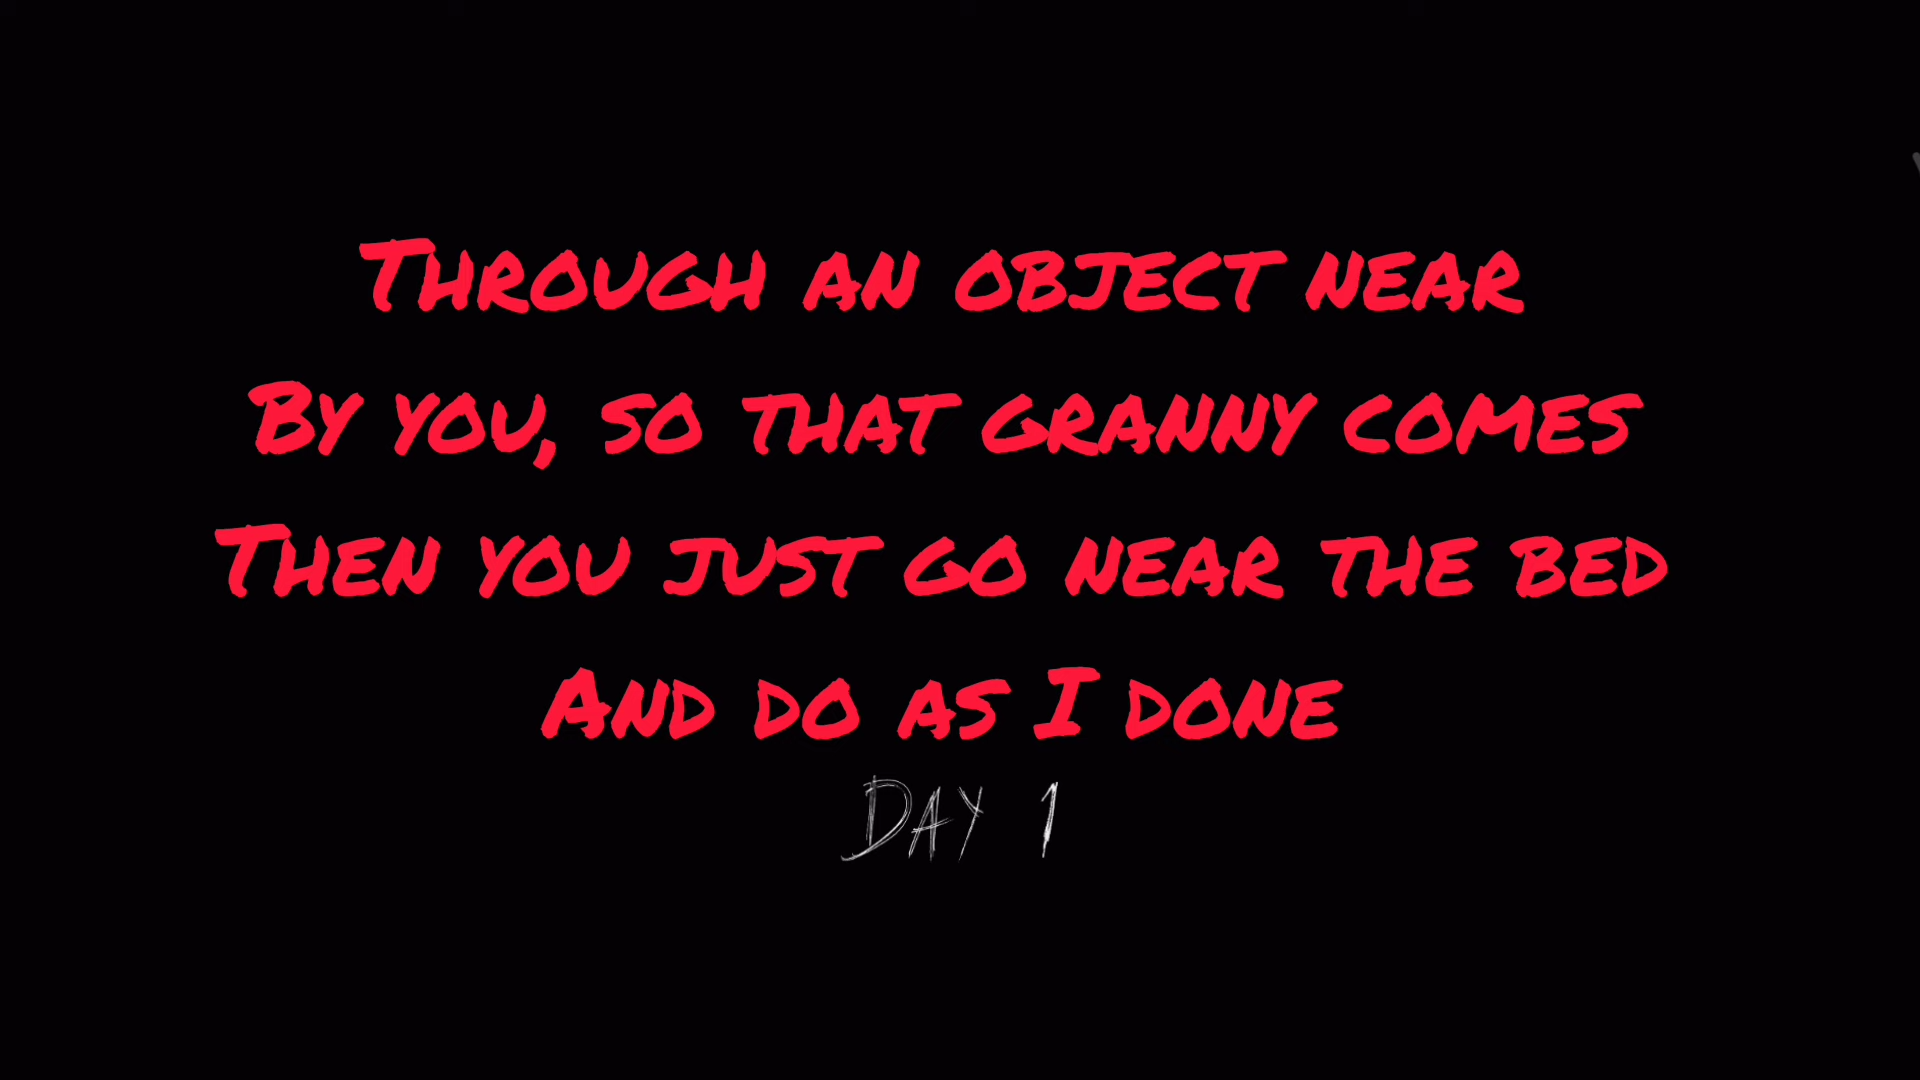 Through an object near
By you, so that granny comes
Then you just go near the bed
And do as I done
Day 1